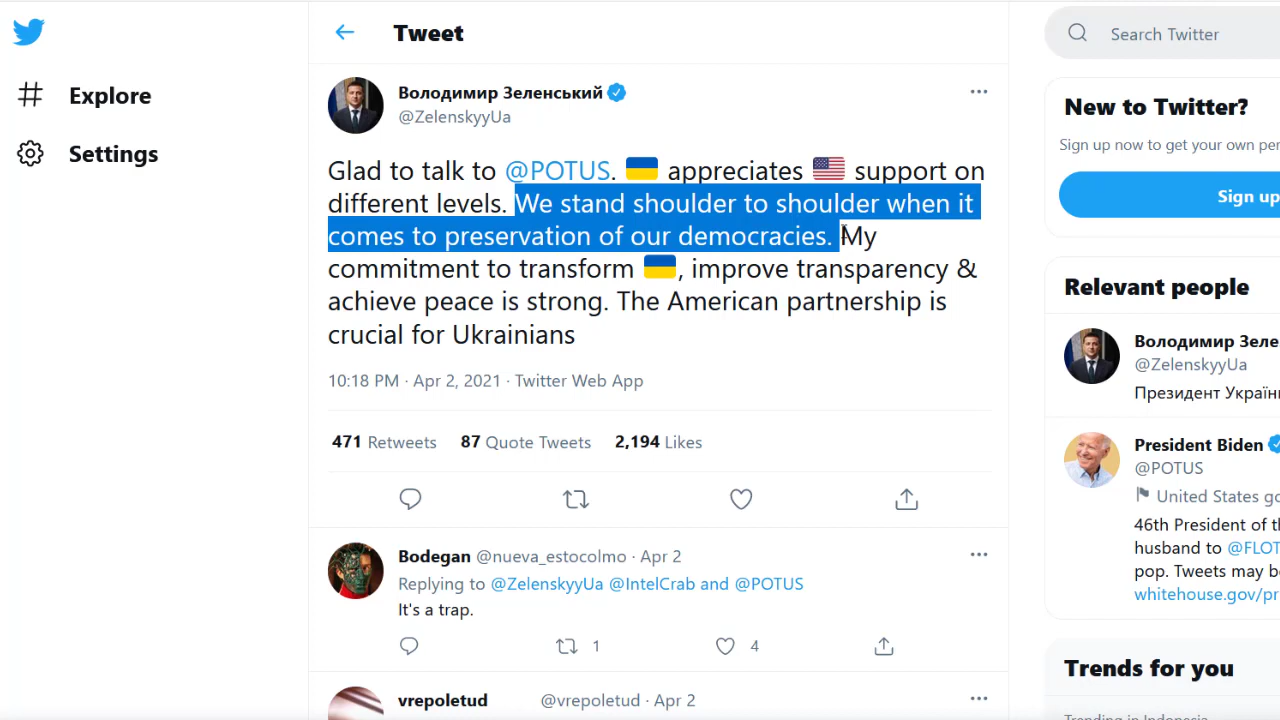 Tweet
Search Twitter
Explore
Settings
Володимир Зеленський
@ZelenskyyUa
Glad to talk to @POTUS. 🇺🇦 appreciates 🇺🇸 support on
different levels. We stand shoulder to shoulder when it
comes to preservation of our democracies. My
commitment to transform 🇺🇦, improve transparency &
achieve peace is strong. The American partnership is
crucial for Ukrainians
10:18 PM · Apr 2, 2021 · Twitter Web App
471 Retweets 87 Quote Tweets 2,194 Likes
Bodegan @nueva_estocolmo · Apr 2
Replying to @ZelenskyyUa @IntelCrab and @POTUS
It's a trap.
1 4
vrepoletud @vrepoletud · Apr 2
New to Twitter?
Sign up now to get your own per
Sign up
Relevant people
Володимир Зеле
@ZelenskyyUa
Президент Україн
President Biden
@POTUS
United States go
46th President of th
husband to @FLOT
pop. Tweets may be
whitehouse.gov/pr
Trends for you
Trending in Indonesia